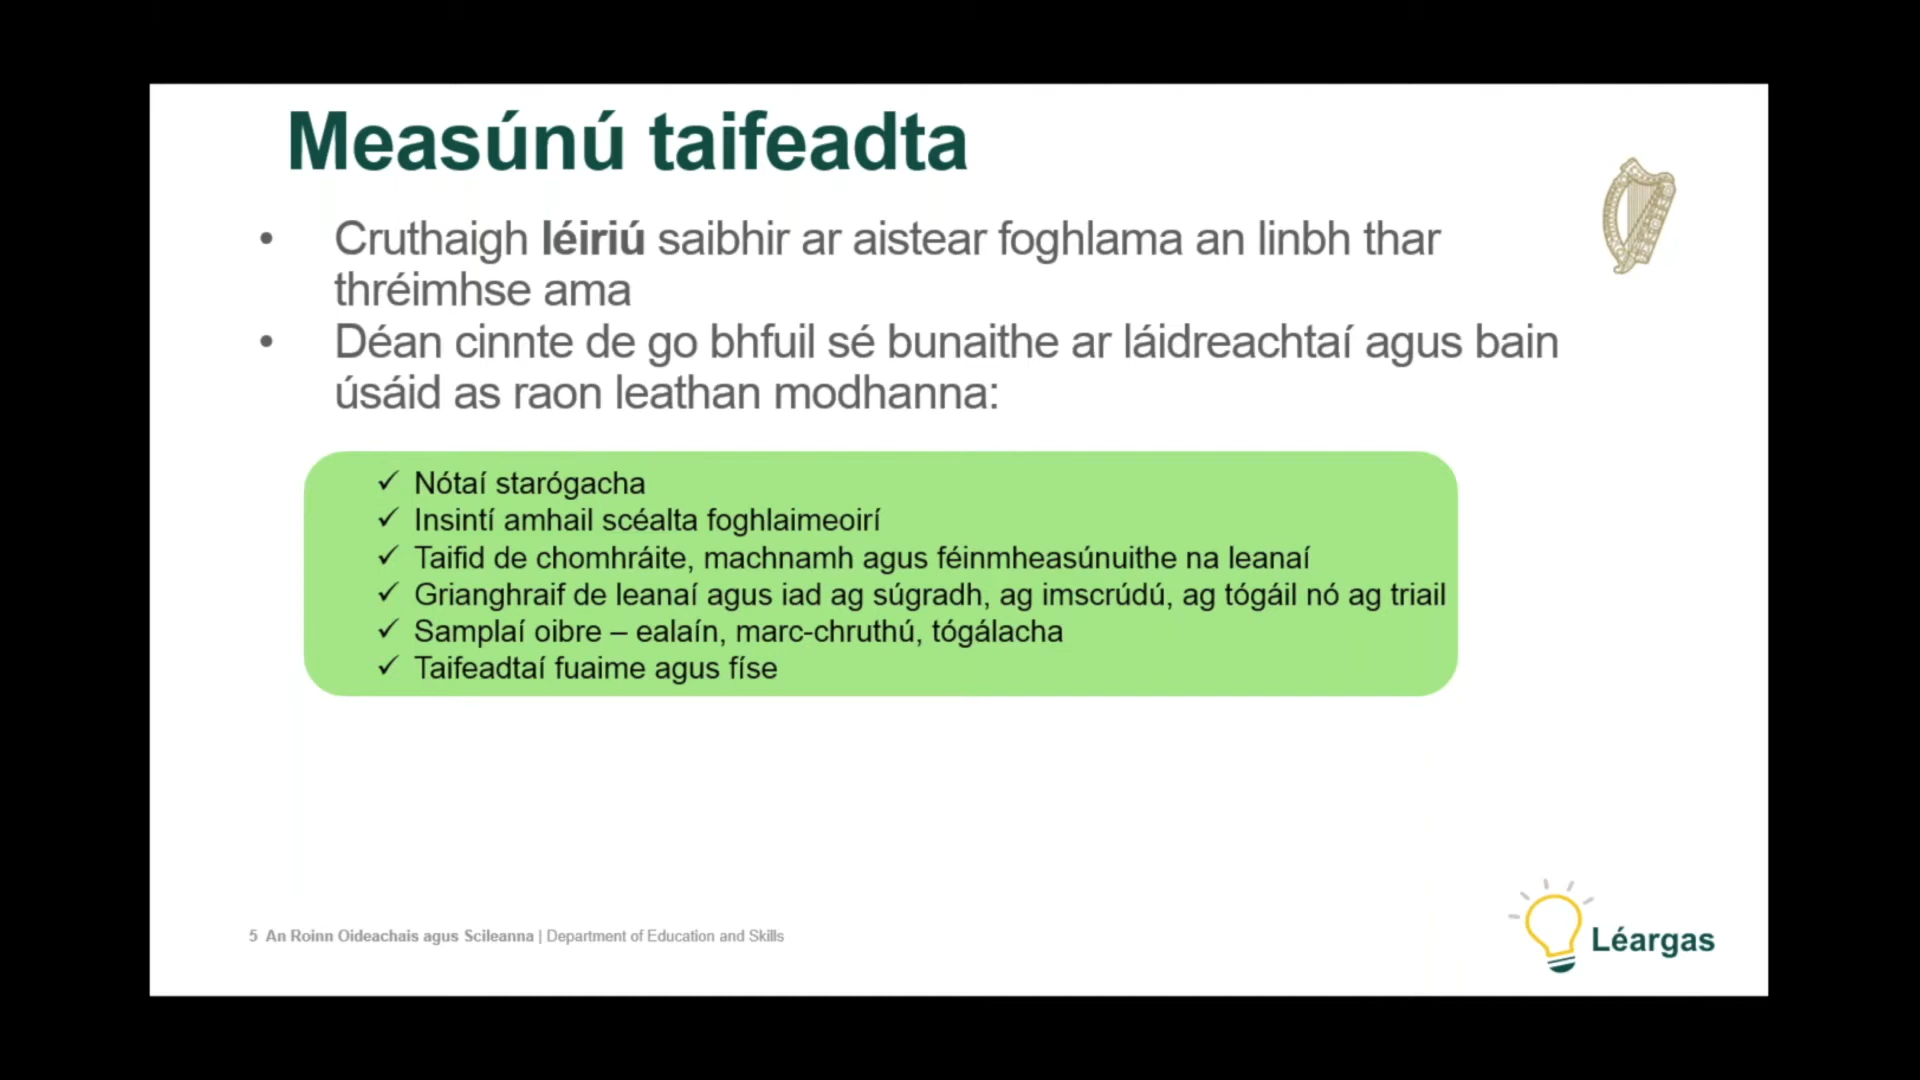 Measúnú taifeadta
• Cruthaigh léiriú saibhir ar aistear foghlama an linbh thar
thréimhse ama
• Déan cinnte de go bhfuil sé bunaithe ar láidreachtaí agus bain
úsáid as raon leathan modhanna:
✓ Nótaí starógacha
✓ Insintí amhail scéalta foghlaimeoirí
✓ Taifid de chomhráite, machnamh agus féinmheasúnuithe na leanaí
✓ Grianghraif de leanaí agus iad ag súgradh, ag imscrúdú, ag tógáil nó ag triail
✓ Samplaí oibre – ealaín, marc-chruthú, tógálacha
✓ Taifeadtaí fuaime agus físe
5 An Roinn Oideachais agus Scileanna | Department of Education and Skills
Léargas